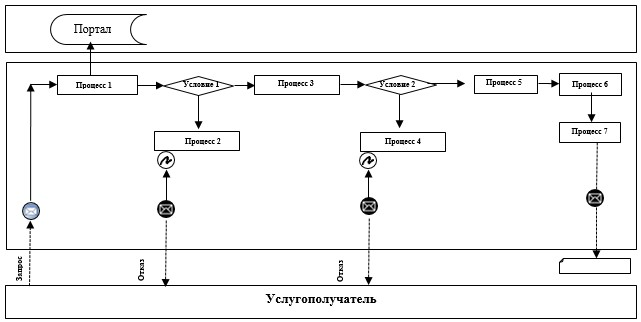 Портал
Процесс 1
Условие 1
Процесс 3
Условие 2
Процесс 5
Процесс 6
Процесс 2
Процесс 4
Процесс 7
Запрос
Отказ
Отказ
Услугополучатель